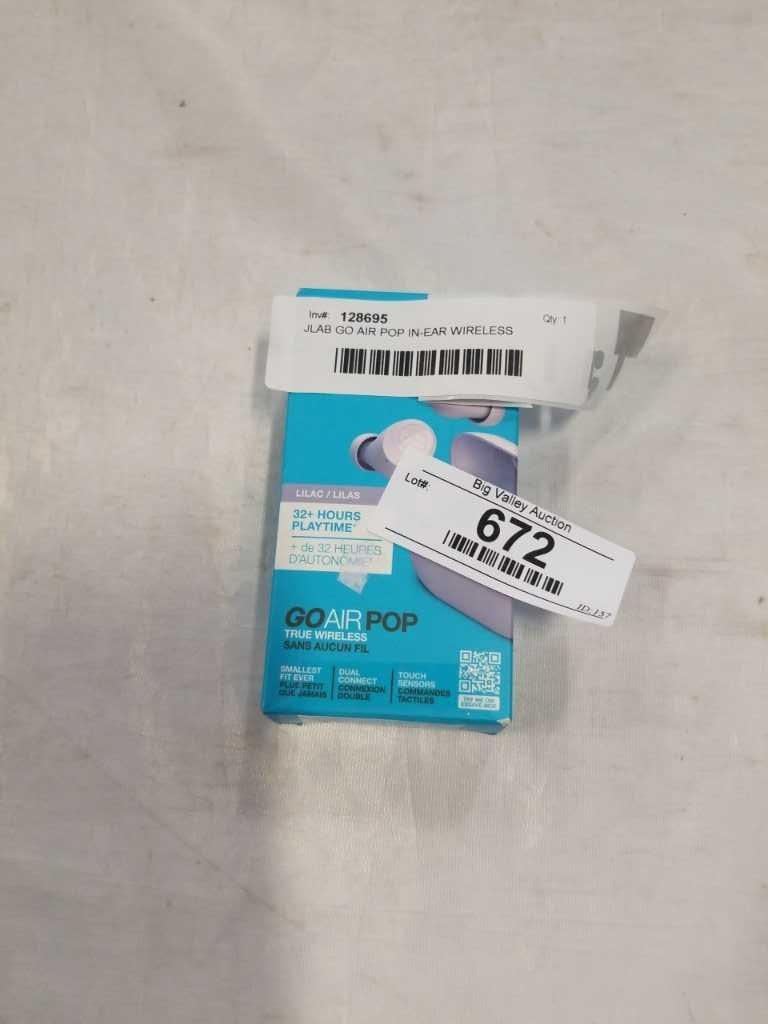 Inv#: 128695
Qty: 1
JLAB GO AIR POP IN-EAR WIRELESS
Lot#:
Big Valley Auction
672
ID:137
LILAC / LILAS
32+ HOURS
PLAYTIME
+ de 32 HEURES
D'AUTONOMIE
GO AIR POP
TRUE WIRELESS
SANS AUCUN FIL
SMALLEST
FIT EVER
PLUS PETIT
QUE JAMAIS
DUAL
CONNECT
CONNEXION
DOUBLE
TOUCH
SENSORS
COMMANDES
TACTILES